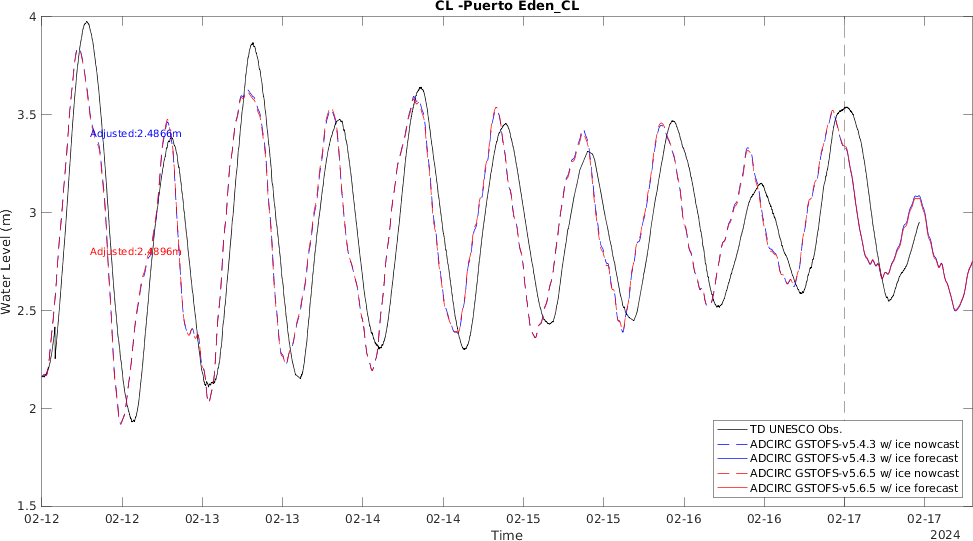 CL -Puerto Eden_CL
4
3.5
3
2.5
2
1.5
Water Level (m)
Adjusted:2.4866m
Adjusted:2.4896m
TD UNESCO Obs.
ADCIRC GSTOFS-v5.4.3 w/ ice nowcast
ADCIRC GSTOFS-v5.4.3 w/ ice forecast
ADCIRC GSTOFS-v5.6.5 w/ ice nowcast
ADCIRC GSTOFS-v5.6.5 w/ ice forecast
02-12 02-12 02-13 02-13 02-14 02-14 02-15 02-15 02-16 02-16 02-17 02-17
Time
2024